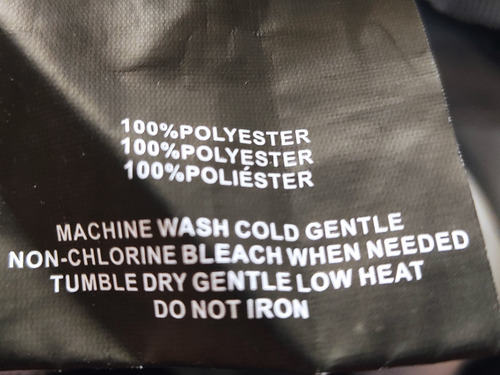 100%POLYESTER
100%POLYESTER
100%POLIÉSTER
MACHINE WASH COLD GENTLE
NON-CHLORINE BLEACH WHEN NEEDED
TUMBLE DRY GENTLE LOW HEAT
DO NOT IRON